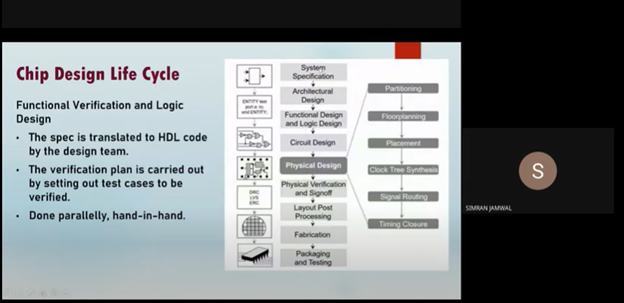 Chip Design Life Cycle
Functional Verification and Logic
Design
• The spec is translated to HDL code
by the design team.
• The verification plan is carried out
by setting out test cases to be
verified.
• Done parallelly, hand-in-hand.
ENTITY test
port a: in
end ENTITY;
DRC
LVS
ERC
System
Specification
Architectural
Design
Functional Design
and Logic Design
Circuit Design
Physical Design
Physical Verification
and Signoff
Layout Post
Processing
Fabrication
Packaging
and Testing
Partitioning
Floorplanning
Placement
Clock Tree Synthesis
Signal Routing
Timing Closure
S
SIMRAN JAMWAL